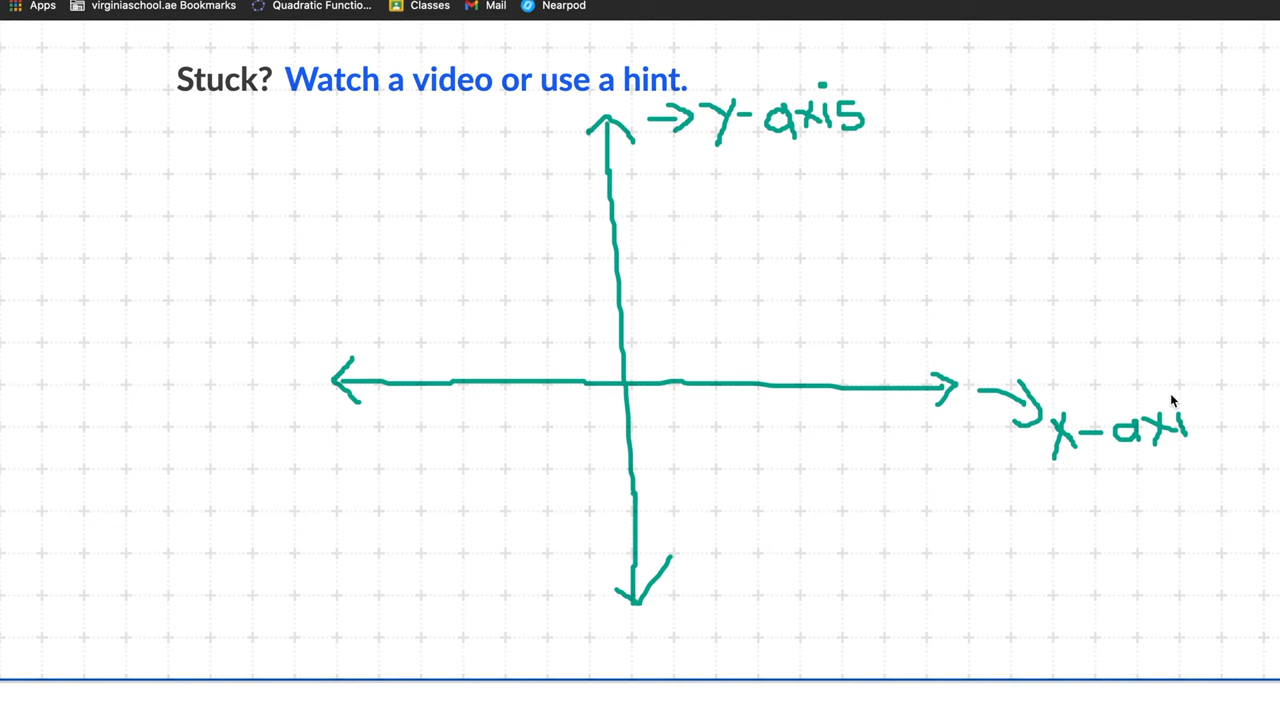 Apps virginiaschool.ae Bookmarks Quadratic Functio... Classes Mail Nearpod
Stuck? Watch a video or use a hint.
y-axis
x-axi